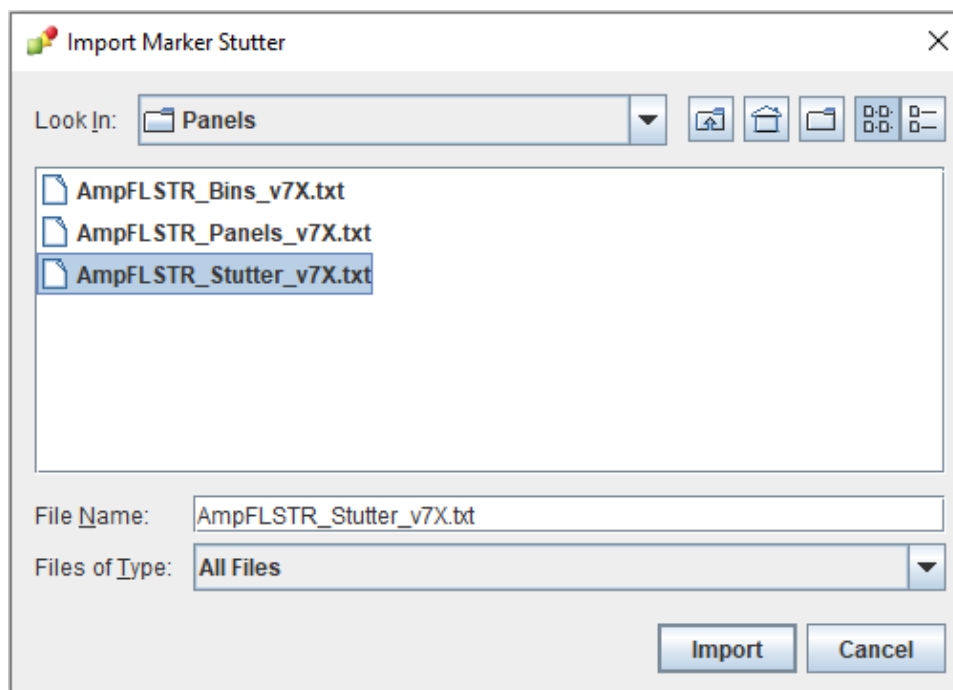 Import Marker Stutter
Look In: Panels
AmpFLSTR_Bins_v7X.txt
AmpFLSTR_Panels_v7X.txt
AmpFLSTR_Stutter_v7X.txt
File Name: AmpFLSTR_Stutter_v7X.txt
Files of Type: All Files
Import Cancel